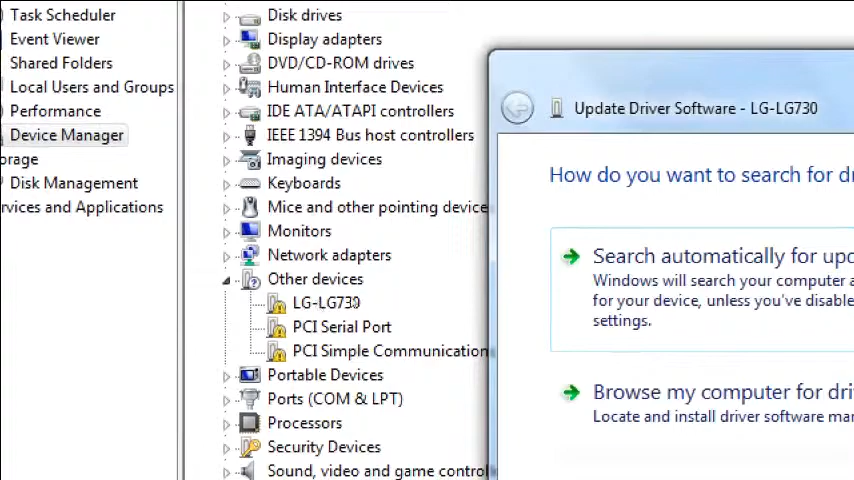 Task Scheduler
Event Viewer
Shared Folders
Local Users and Groups
Performance
Device Manager
orage
Disk Management
rvices and Applications
Disk drives
Display adapters
DVD/CD-ROM drives
Human Interface Devices
IDE ATA/ATAPI controllers
IEEE 1394 Bus host controllers
Imaging devices
Keyboards
Mice and other pointing device
Monitors
Network adapters
Other devices
LG-LG730
PCI Serial Port
PCI Simple Communication
Portable Devices
Ports (COM & LPT)
Processors
Security Devices
Sound, video and game control
Update Driver Software - LG-LG730
How do you want to search for dri
Search automatically for upd
Windows will search your computer a
for your device, unless you've disable
settings.
Browse my computer for driv
Locate and install driver software man